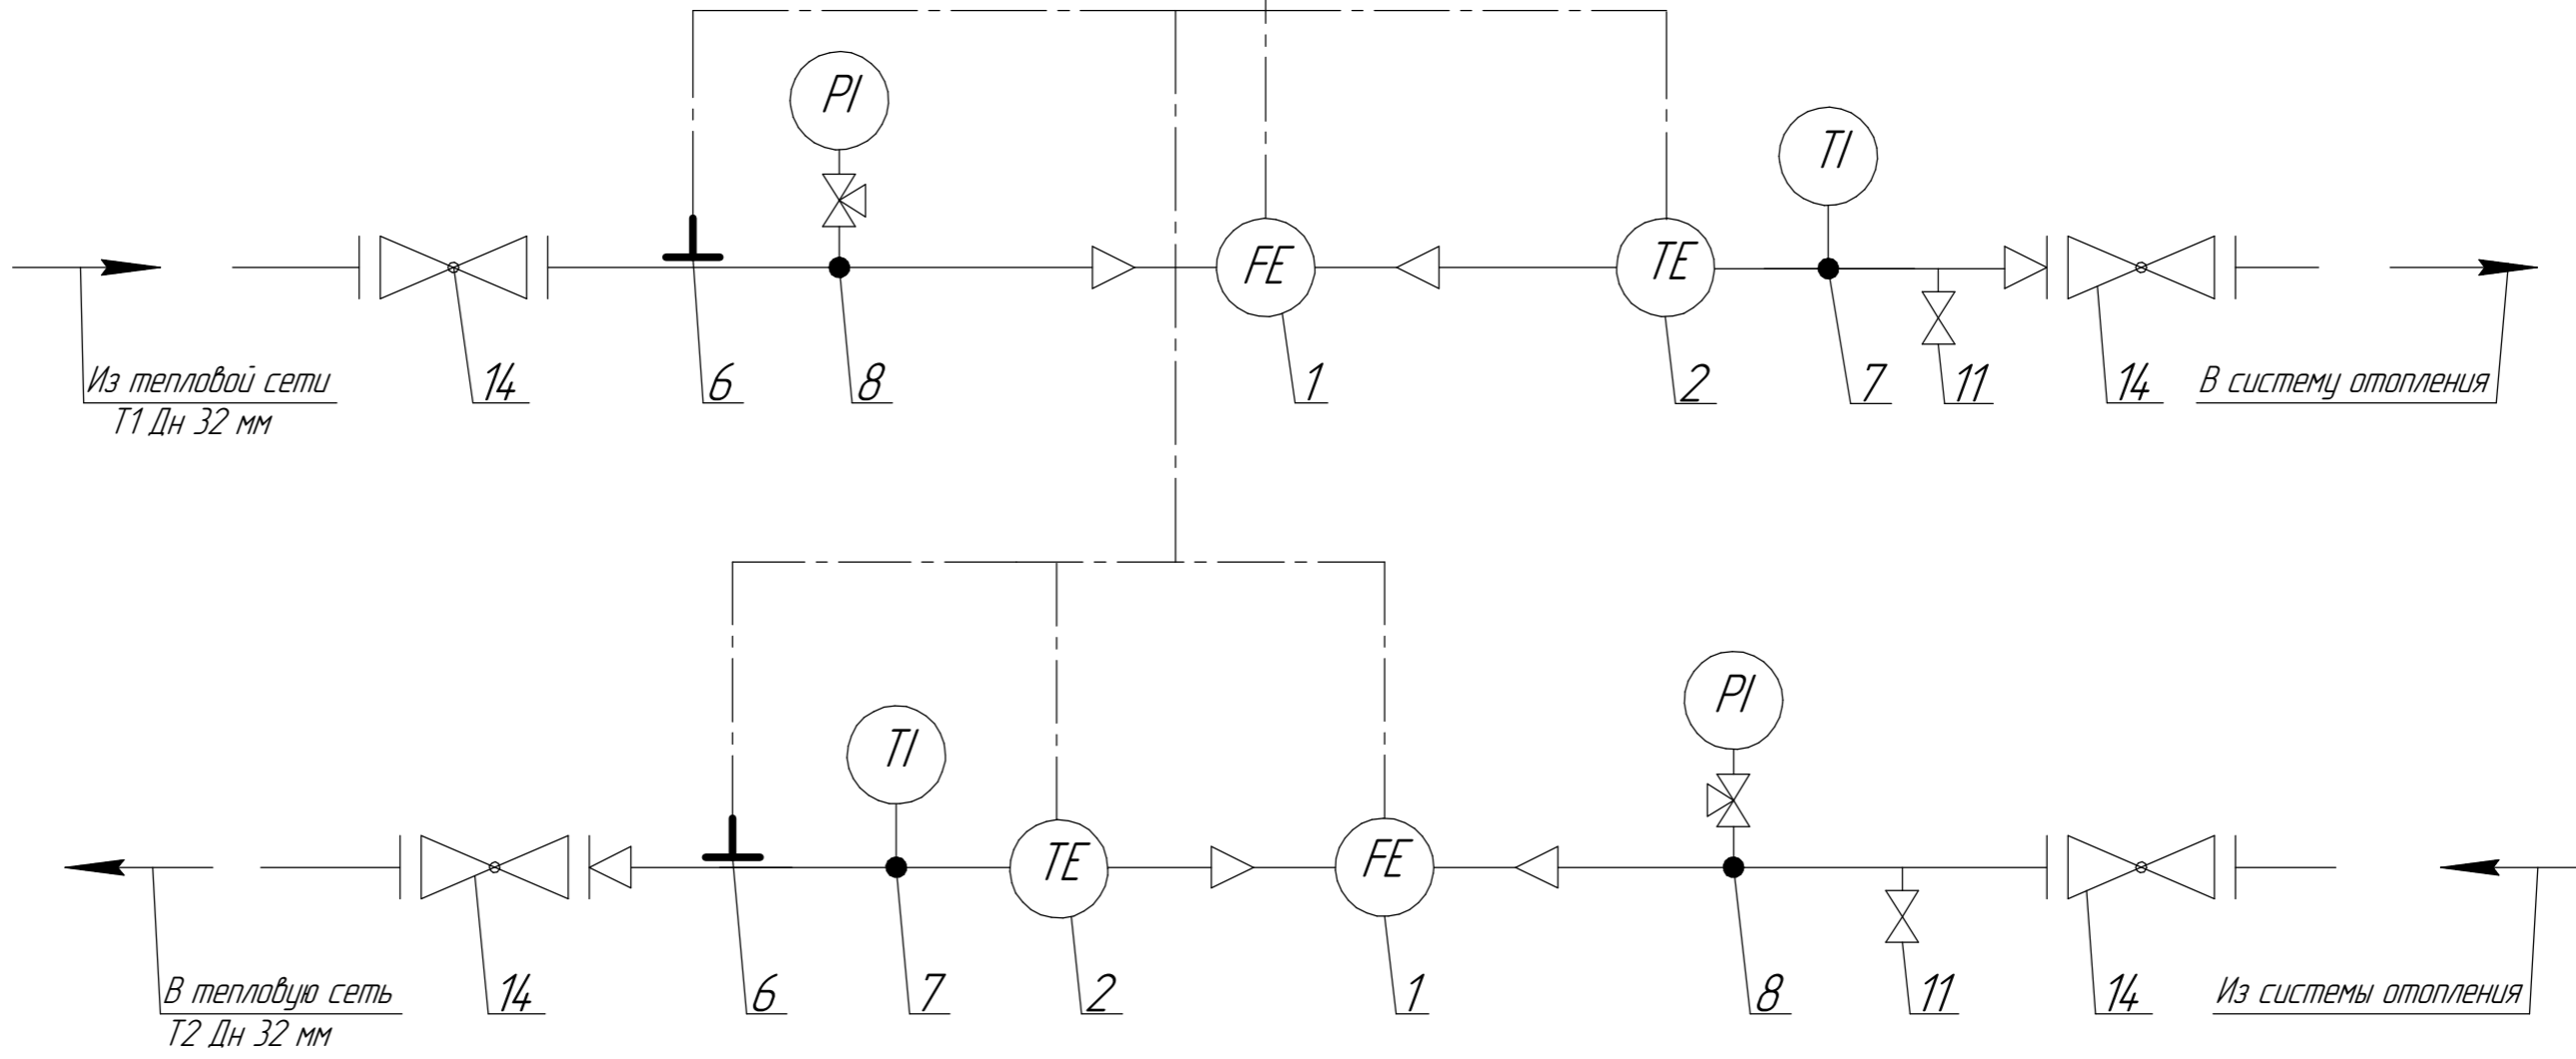 PI
TI
FE
TE
Из тепловой сети
Т1 Дн 32 мм
14
6
8
1
2
7
11
14
В систему отопления
PI
TI
TE
FE
В тепловую сеть
Т2 Дн 32 мм
14
6
7
2
1
8
11
14
Из системы отопления